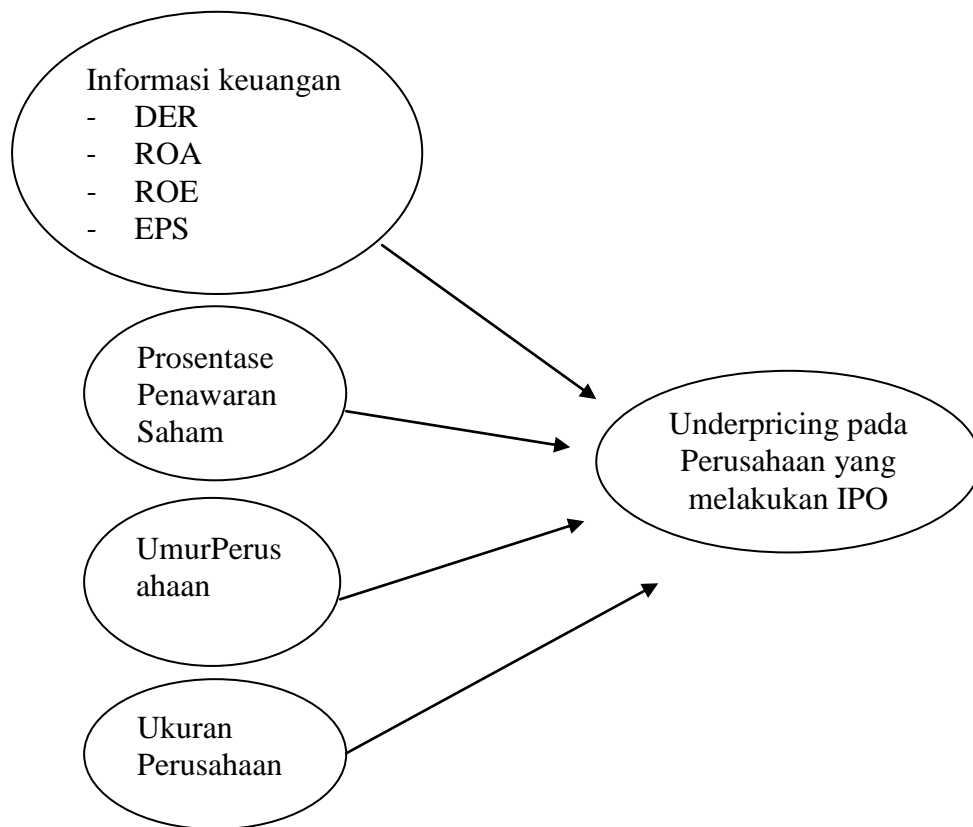 Informasi keuangan
- DER
- ROA
- ROE
- EPS
Prosentase
Penawaran
Saham
UmurPerus
ahaan
Ukuran
Perusahaan
Underpricing pada
Perusahaan yang
melakukan IPO